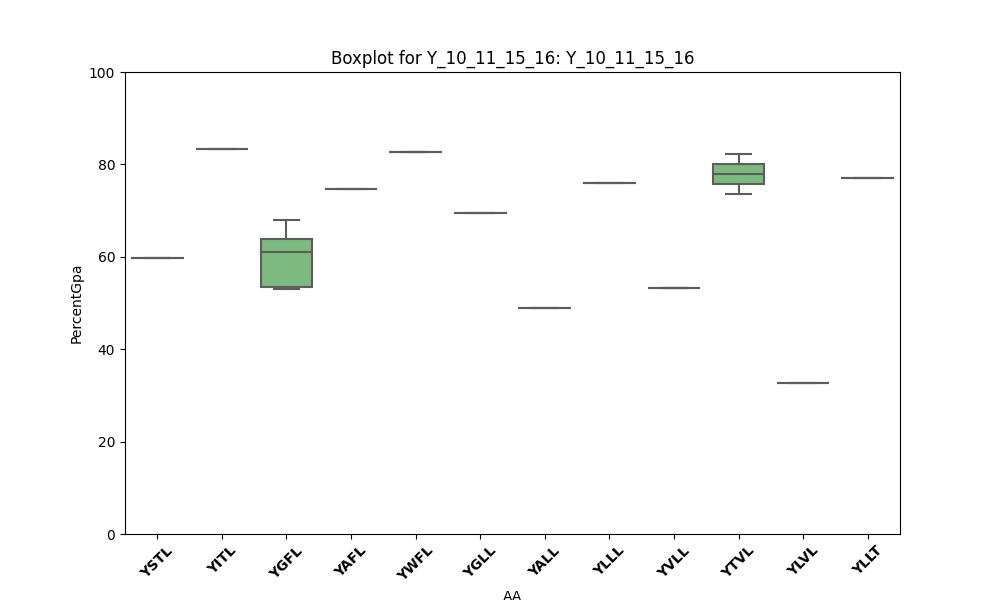 Boxplot for Y_10_11_15_16: Y_10_11_15_16
100
80
60
40
20
0
PercentGpa
YSTL YITL YGFL YAFL YWFL YGLL YALL YLLL YVLL YTVL YLVL YLLT
AA